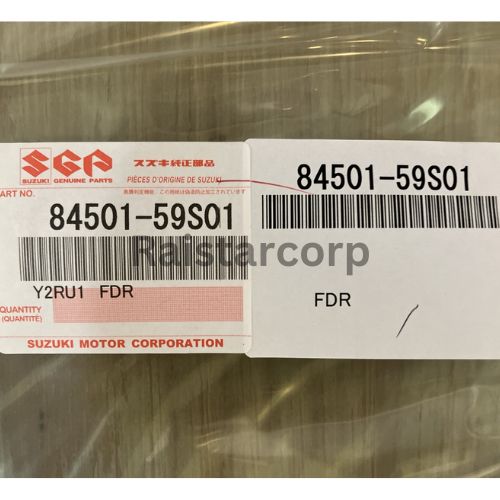 SGP
SUZUKI GENUINE PARTS
スズキ純正部品
PIÈCES D'ORIGINE DE SUZUKI
PART NO.
84501-59S01
Y2RU1 FDR
QUANTITY
(QUANTITÉ)
SUZUKI MOTOR CORPORATION
84501-59S01
FDR
Raistarcorp